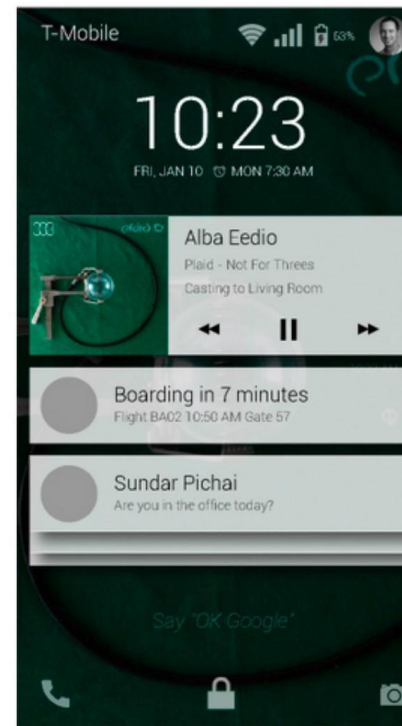 T-Mobile
63%
10:23
FRI, JAN 10 MON 7:30 AM
Alba Eedio
Plaid - Not For Threes
Casting to Living Room
Boarding in 7 minutes
Flight BA02 10:50 AM Gate 57
Sundar Pichai
Are you in the office today?
Say "OK Google"